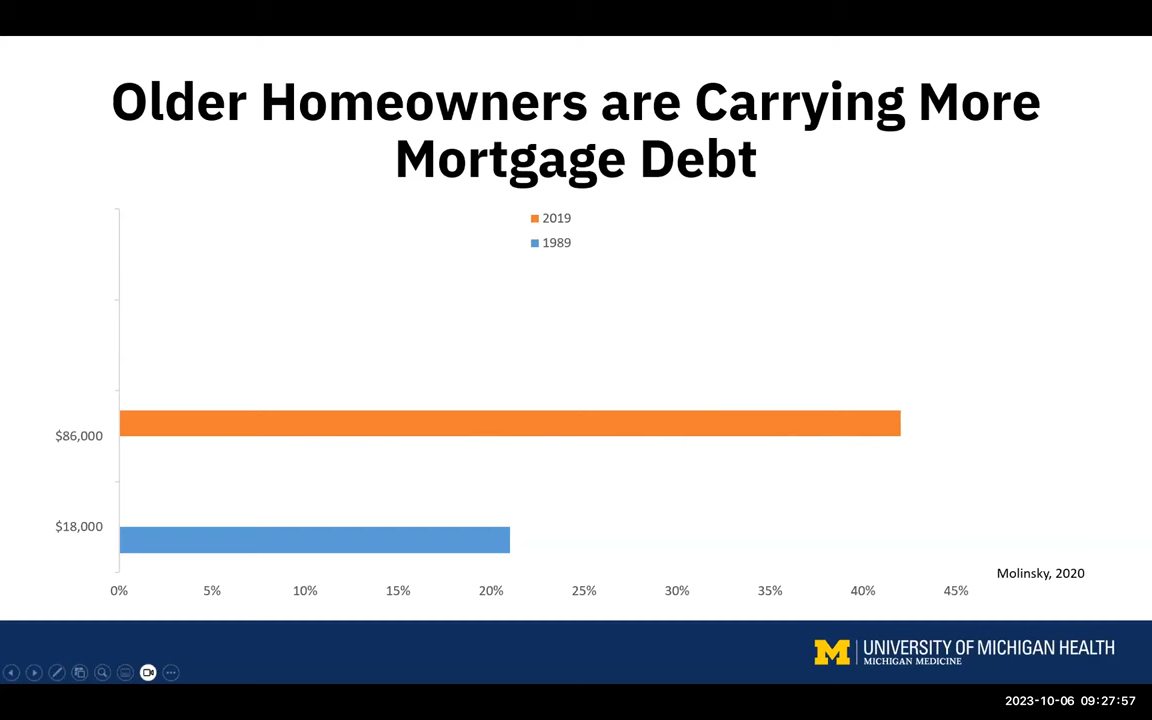 Older Homeowners are Carrying More
Mortgage Debt
2019
1989
$86,000
$18,000
0% 5% 10% 15% 20% 25% 30% 35% 40% 45%
Molinsky, 2020
M UNIVERSITY OF MICHIGAN HEALTH
MICHIGAN MEDICINE
2023-10-06 09:27:57